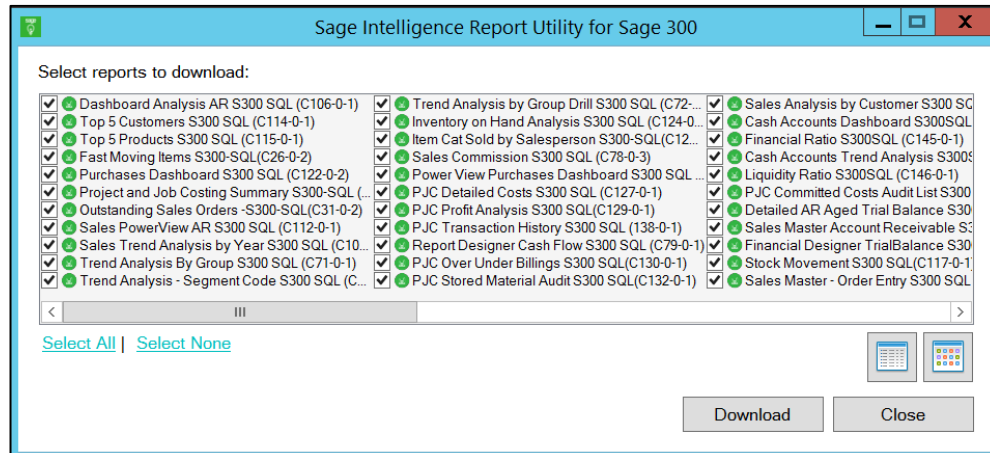 sage
Sage Intelligence Report Utility for Sage 300
Select reports to download:
Dashboard Analysis AR S300 SQL (C106-0-1)
Top 5 Customers S300 SQL (C114-0-1)
Top 5 Products S300 SQL (C115-0-1)
Fast Moving Items S300-SQL(C26-0-2)
Purchases Dashboard S300 SQL (C122-0-2)
Project and Job Costing Summary S300-SQL (...
Outstanding Sales Orders -S300-SQL(C31-0-2)
Sales PowerView AR S300 SQL (C112-0-1)
Sales Trend Analysis by Year S300 SQL (C10...
Trend Analysis By Group S300 SQL (C71-0-1)
Trend Analysis - Segment Code S300 SQL (C...
Trend Analysis by Group Drill S300 SQL (C72-...
Inventory on Hand Analysis S300 SQL (C124-0...
Item Cat Sold by Salesperson S300-SQL(C12...
Sales Commission S300 SQL (C78-0-3)
Power View Purchases Dashboard S300 SQL ...
PJC Detailed Costs S300 SQL (C127-0-1)
PJC Profit Analysis S300 SQL(C129-0-1)
PJC Transaction History S300 SQL (138-0-1)
Report Designer Cash Flow S300 SQL (C79-0-1)
PJC Over Under Billings S300 SQL(C130-0-1)
PJC Stored Material Audit S300 SQL(C132-0-1)
Sales Analysis by Customer S300 SQ
Cash Accounts Dashboard S300SQL
Financial Ratio S300SQL (C145-0-1)
Cash Accounts Trend Analysis S300S
Liquidity Ratio S300SQL (C146-0-1)
PJC Committed Costs Audit List S300
Detailed AR Aged Trial Balance S30
Sales Master Account Receivable S3
Financial Designer TrialBalance S30
Stock Movement S300 SQL(C117-0-1
Sales Master - Order Entry S300 SQL
Select All | Select None
Download
Close